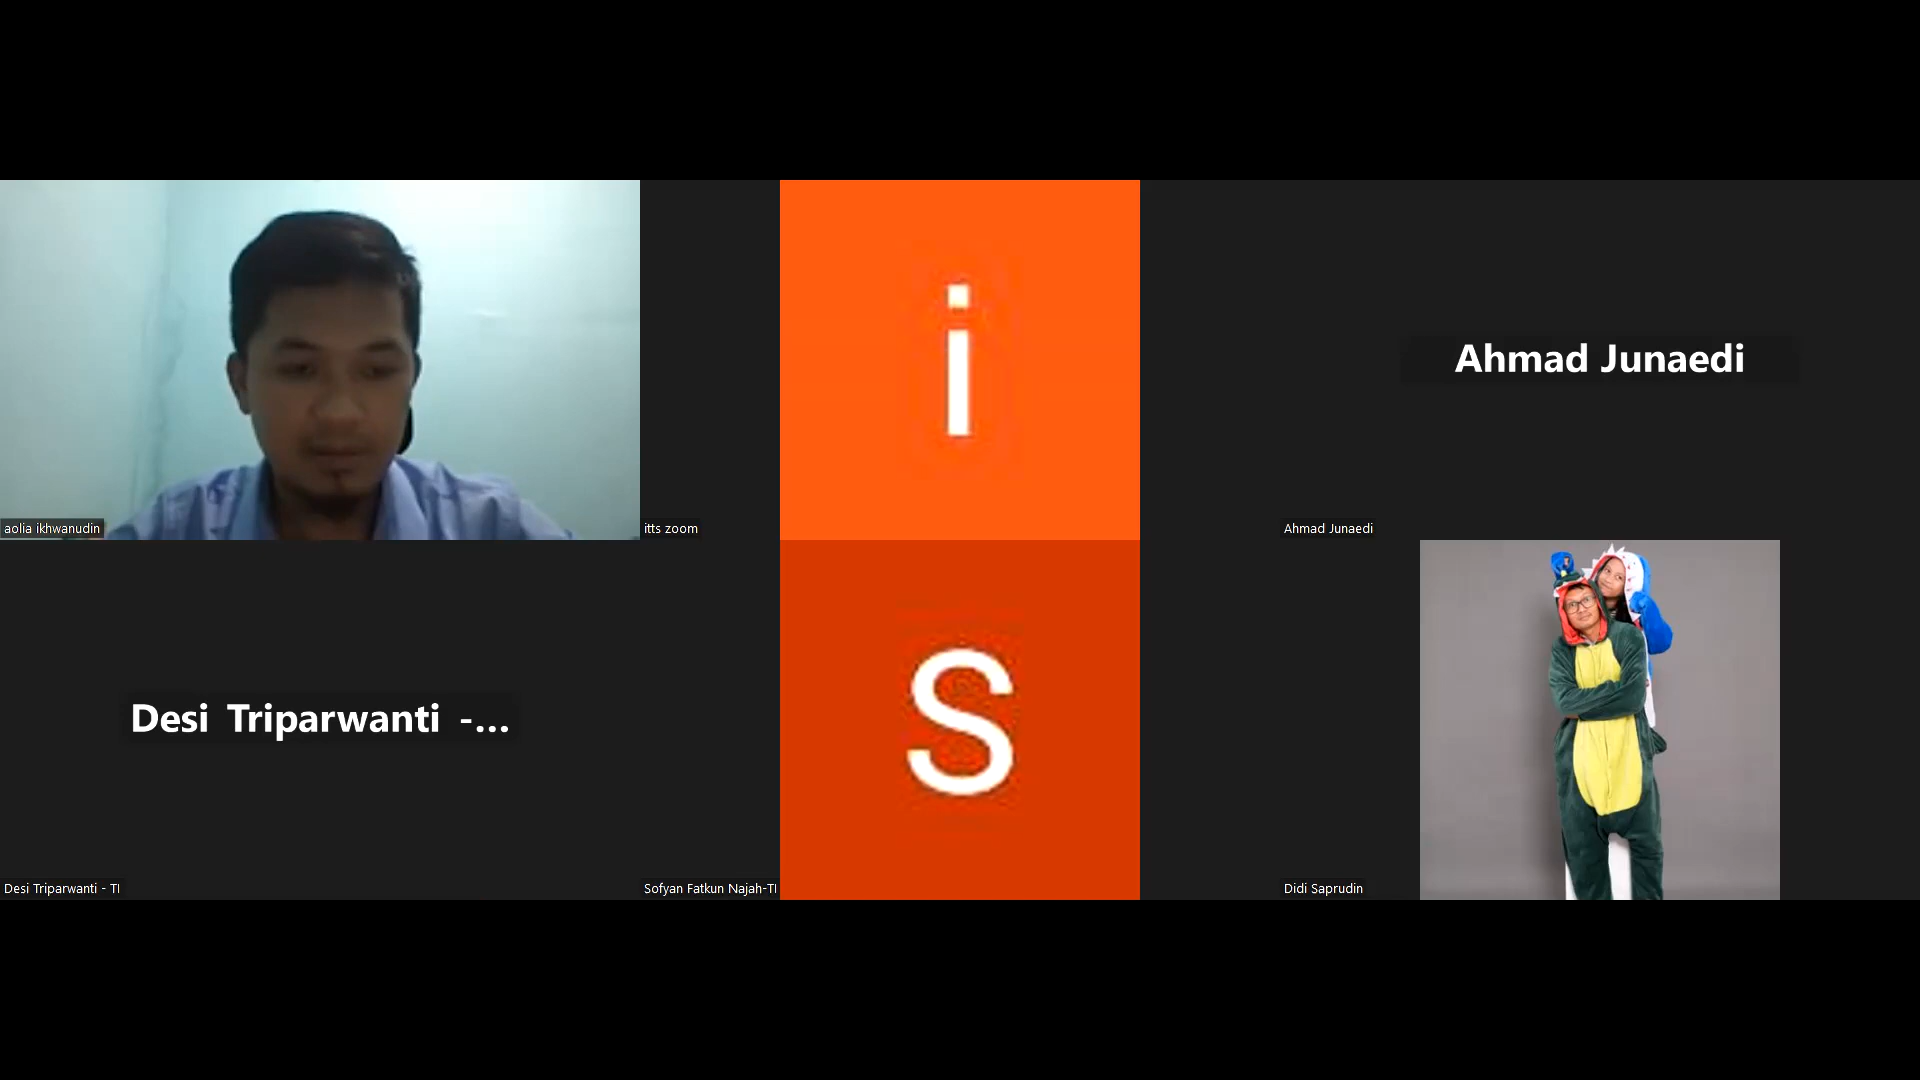 i
Ahmad Junaedi
aolia ikhwanudin
itts zoom
Ahmad Junaedi
Desi Triparwanti -...
S
Desi Triparwanti - TI
Sofyan Fatkun Najah-TI
Didi Saprudin